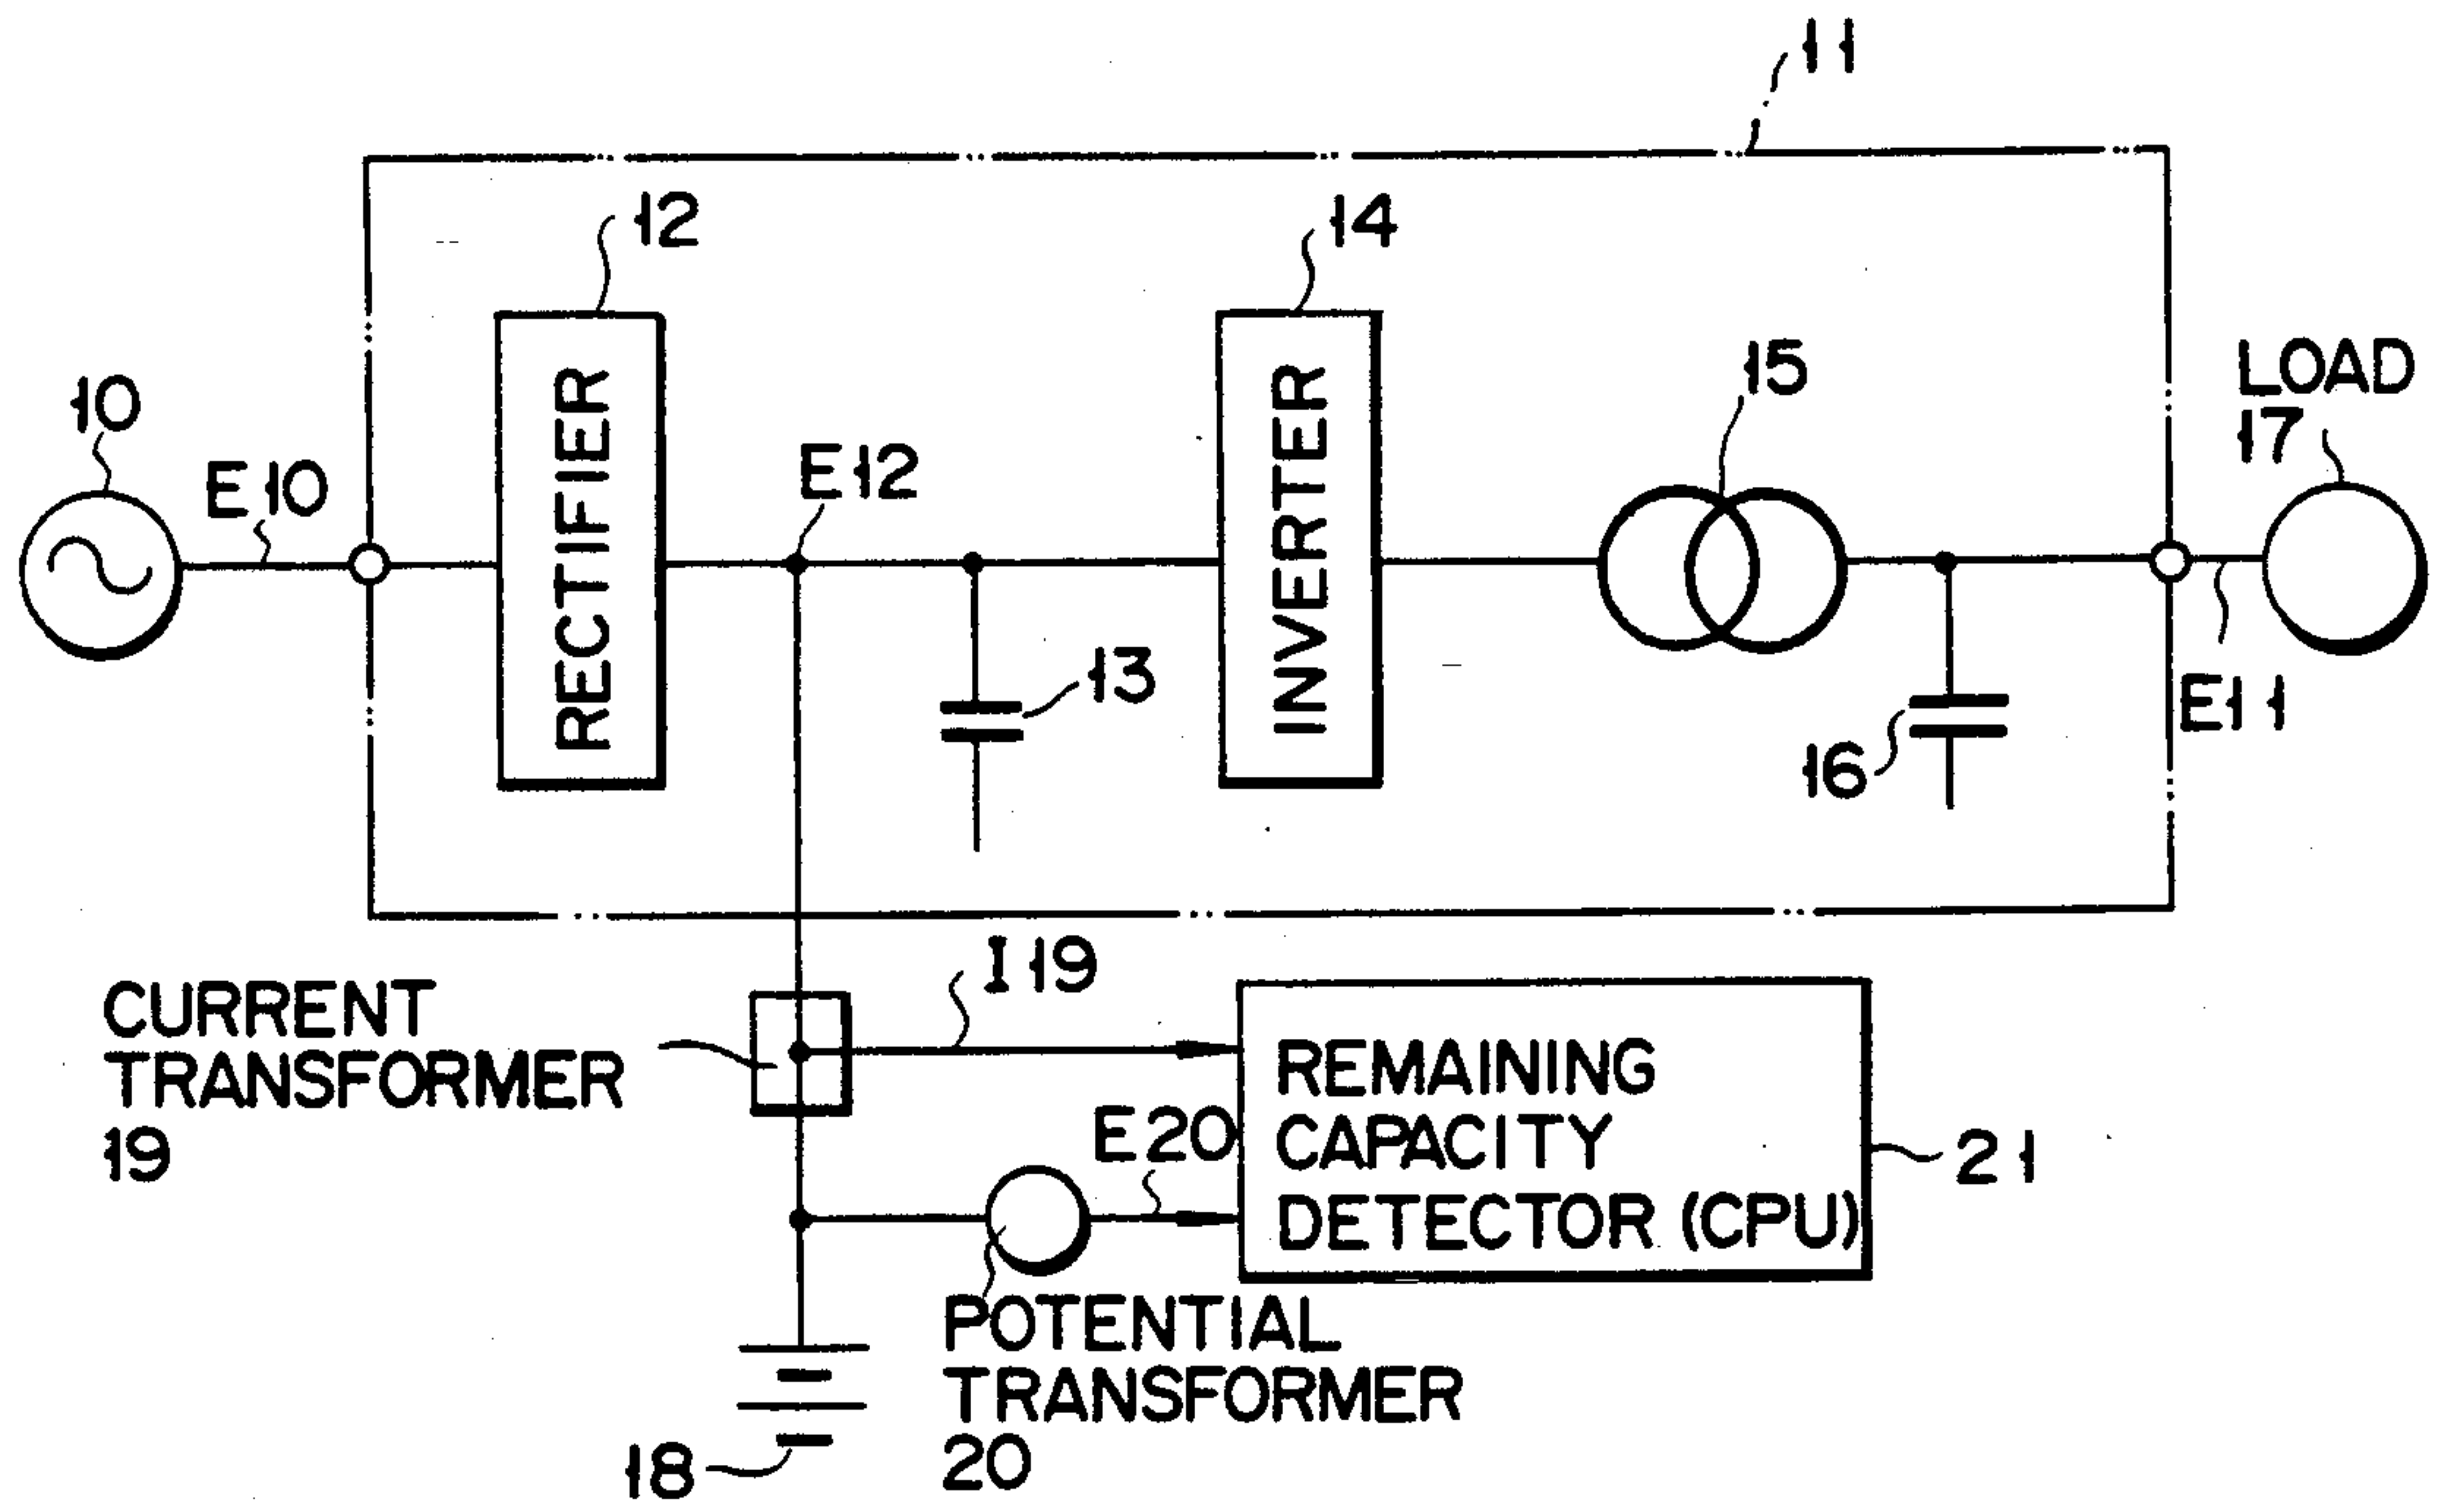 11
12
14
10
E10
RECTIFIER
E12
INVERTER
15
LOAD
17
13
16
E11
I19
CURRENT
TRANSFORMER
19
REMAINING
CAPACITY
DETECTOR (CPU)
E20
21
POTENTIAL
TRANSFORMER
20
18